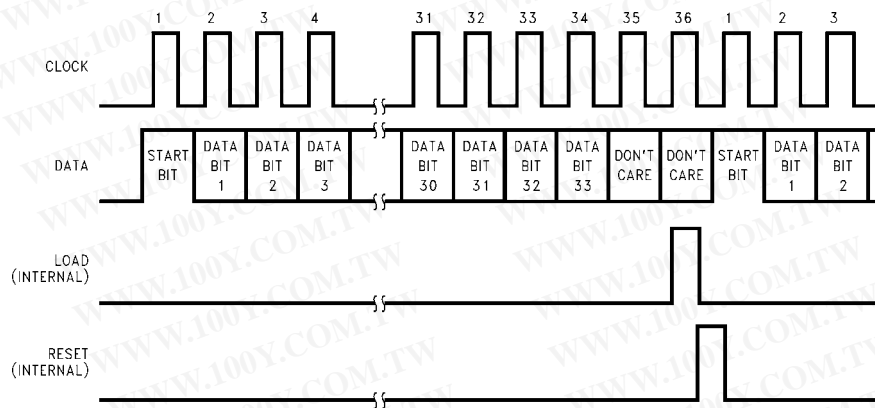 1 2 3 4 31 32 33 34 35 36 1 2 3
CLOCK
DATA
START BIT
DATA BIT 1
DATA BIT 2
DATA BIT 3
DATA BIT 30
DATA BIT 31
DATA BIT 32
DATA BIT 33
DON'T CARE
DON'T CARE
START BIT
DATA BIT 1
DATA BIT 2
LOAD
(INTERNAL)
RESET
(INTERNAL)
WWW.100Y.COM.TW